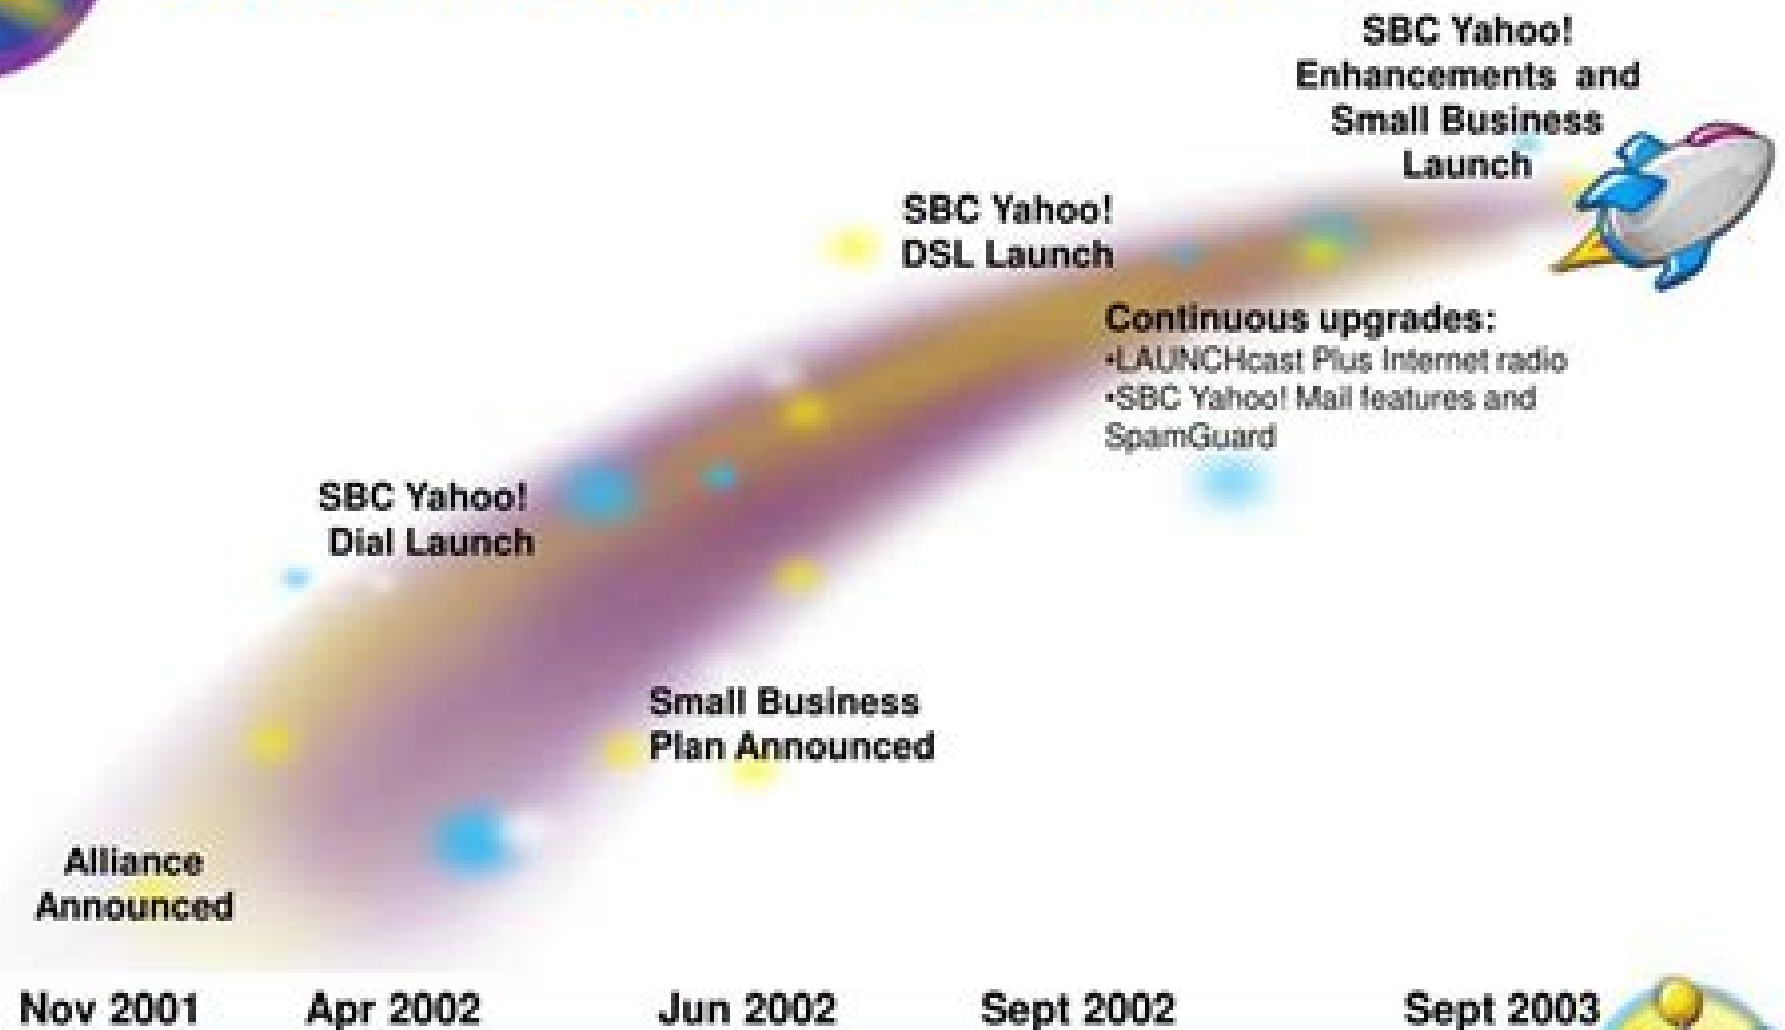 SBC Yahoo!
Enhancements and
Small Business
Launch
SBC Yahoo!
DSL Launch
Continuous upgrades:
•LAUNCHcast Plus Internet radio
•SBC Yahoo! Mail features and
SpamGuard
SBC Yahoo!
Dial Launch
Small Business
Plan Announced
Alliance
Announced
Nov 2001 Apr 2002 Jun 2002 Sept 2002 Sept 2003